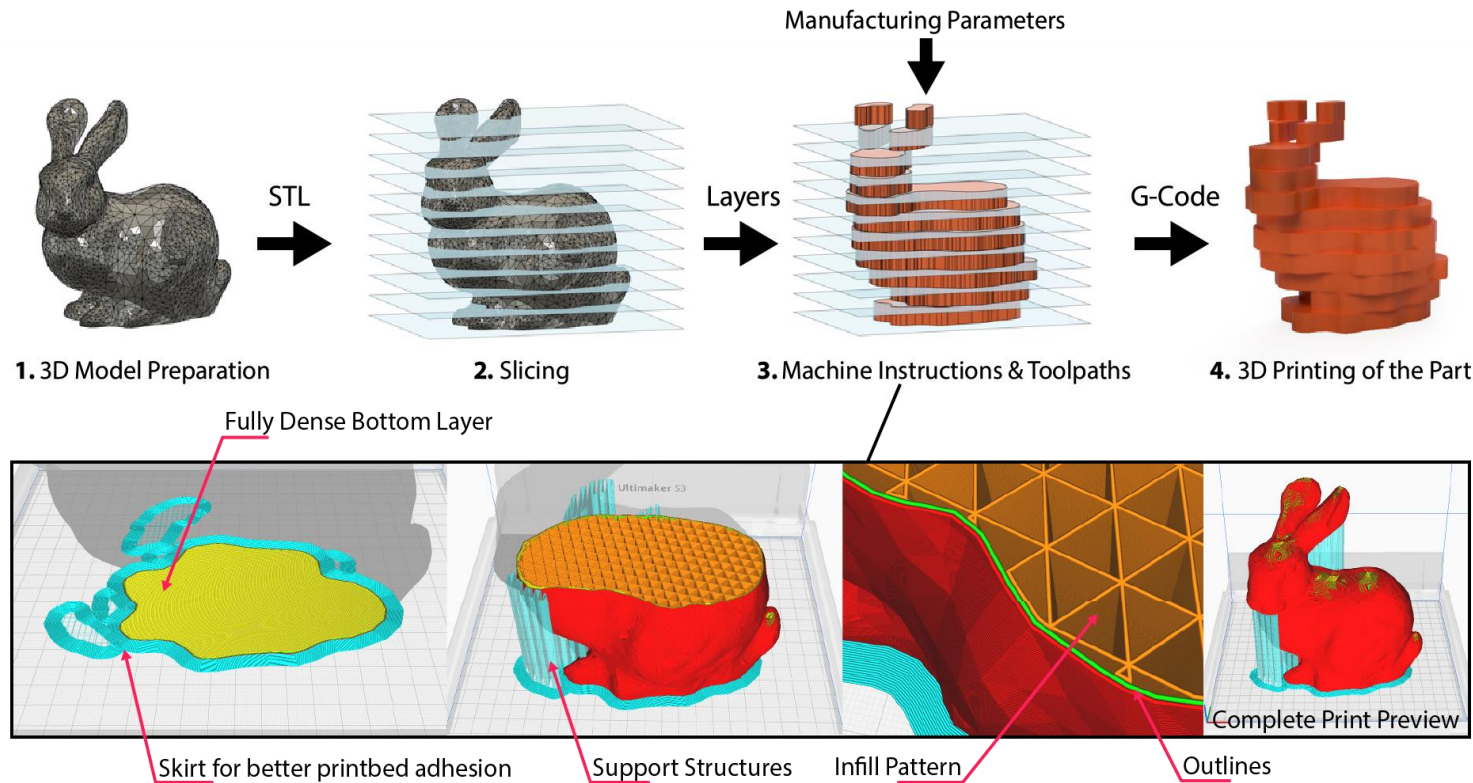 Manufacturing Parameters
STL
Layers
G-Code
1. 3D Model Preparation
2. Slicing
3. Machine Instructions & Toolpaths
4. 3D Printing of the Part
Fully Dense Bottom Layer
Ultimaker S3
Complete Print Preview
Skirt for better printbed adhesion
Support Structures
Infill Pattern
Outlines